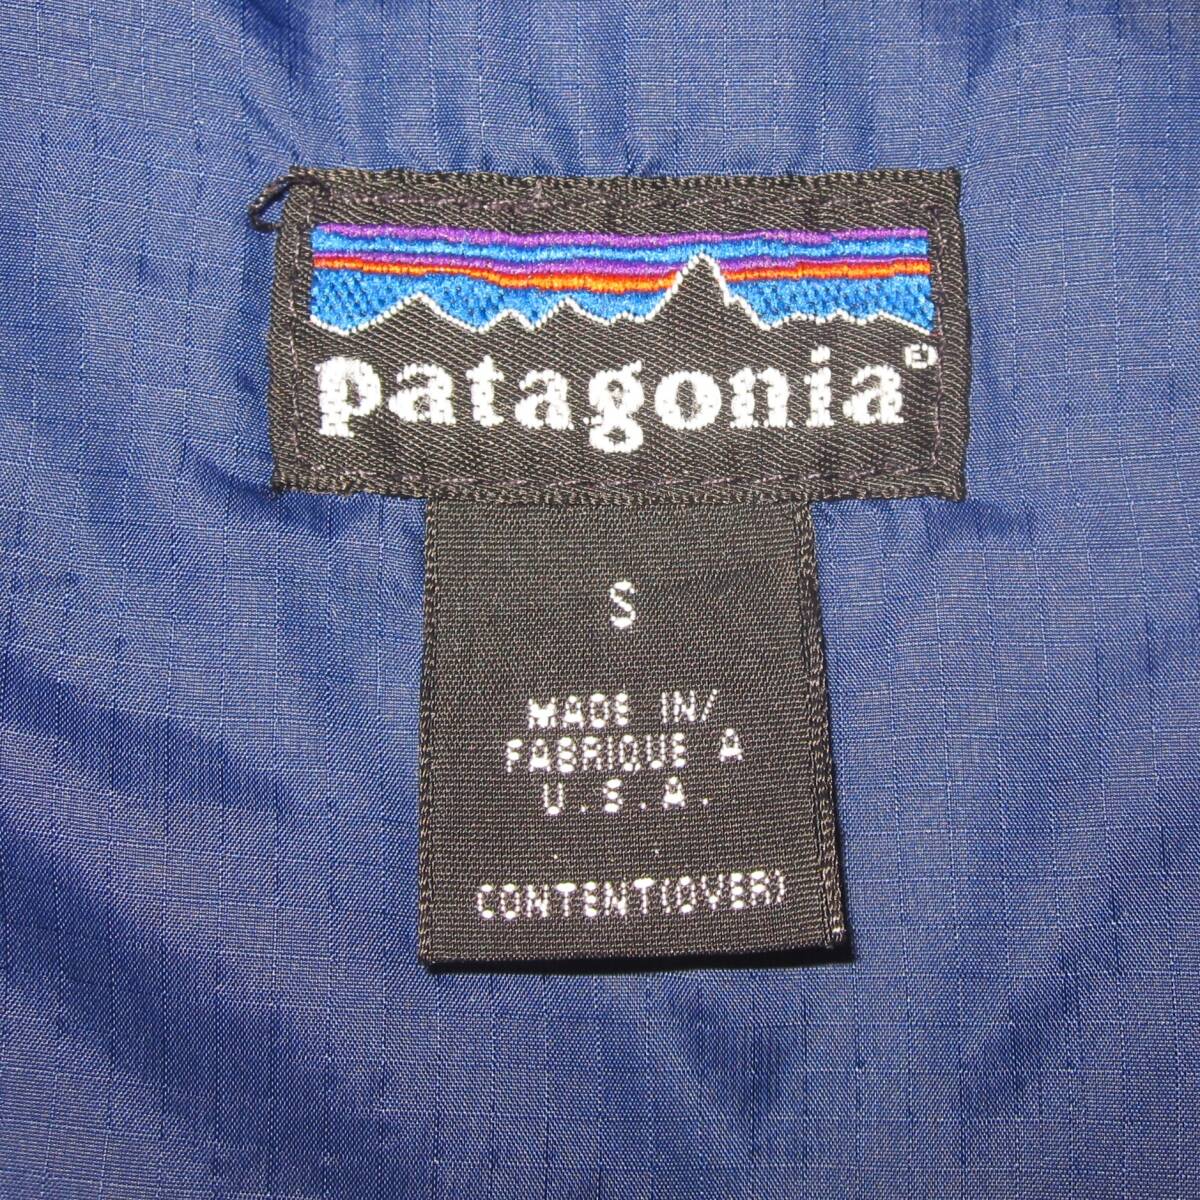 patagonia®
S
MADE IN/
FABRIQUE A
U.S.A.
CONTENT(OVER)